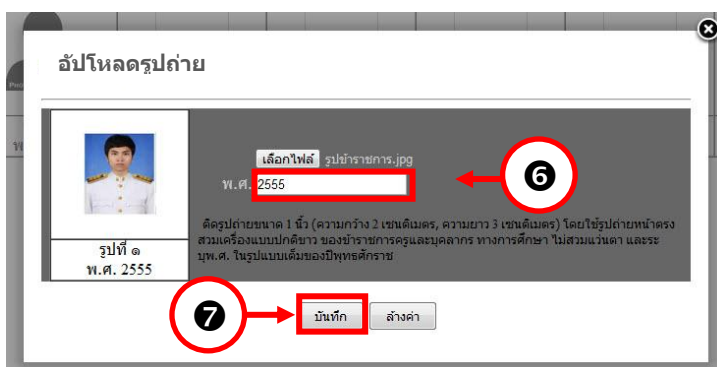 อัปโหลดรูปถ่าย
เลือกไฟล์ รูปข้าราชการ.jpg
พ.ศ. 2555
❻
ติดรูปถ่ายขนาด 1 นิ้ว (ความกว้าง 2 เซนติเมตร, ความยาว 3 เซนติเมตร) โดยใช้รูปถ่ายหน้าตรง
สวมเครื่องแบบปกติขาว ของข้าราชการครูและบุคลากร ทางการศึกษา ไม่สวมแว่นตา และระ
บุพ.ศ. ในรูปแบบเต็มของปีพุทธศักราช
รูปที่ ๑
พ.ศ. 2555
❼
บันทึก ล้างค่า